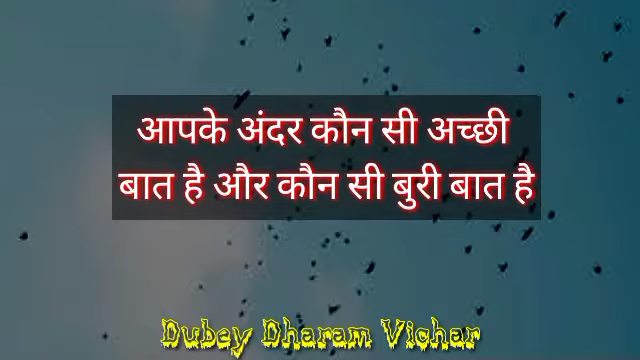 आपके अंदर कौन सी अच्छी
बात है और कौन सी बुरी बात है
Dubey Dharam Vichar